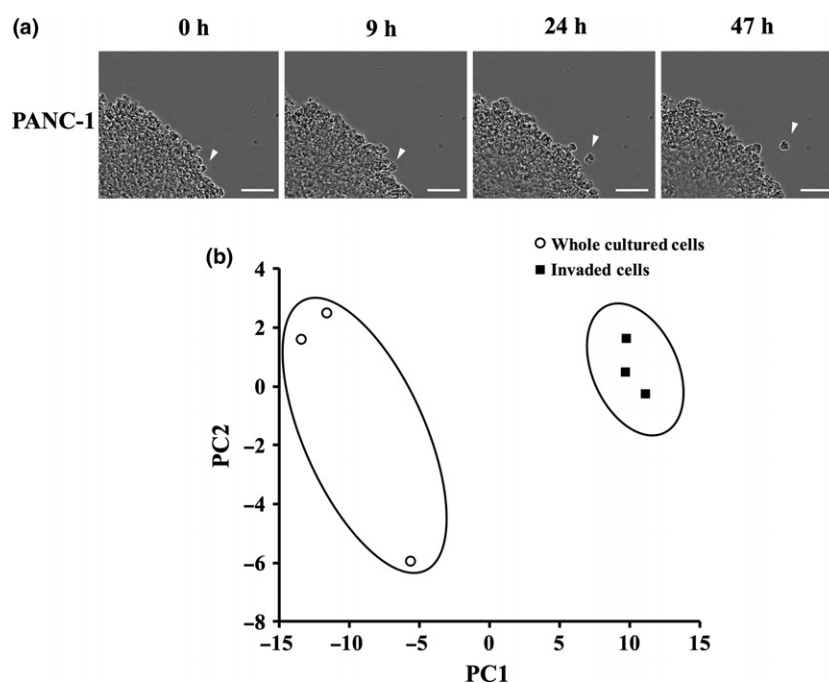 (a)
0 h 9 h 24 h 47 h
PANC-1
(b)
Whole cultured cells
Invaded cells
4
2
0
−2
−4
−6
−8
PC2
−15 −10 −5 0 5 10 15
PC1